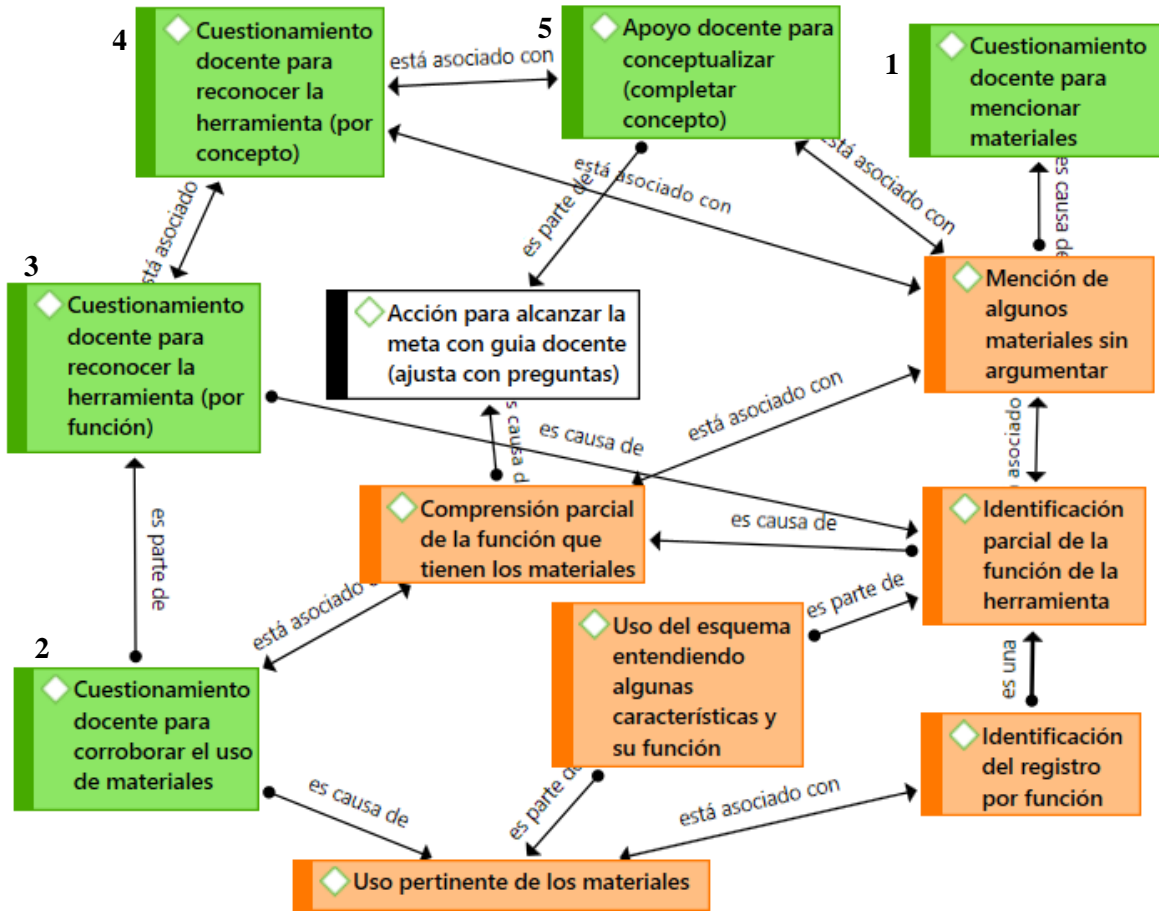 4
Cuestionamiento
docente para
reconocer la
herramienta (por
concepto)
está asociado con
5
Apoyo docente para
conceptualizar
(completar
concepto)
1
Cuestionamiento
docente para
mencionar
materiales
está asociado con
está asociado con
es parte de
es causa de
está asociado
3
Cuestionamiento
docente para
reconocer la
herramienta (por
función)
Acción para alcanzar la
meta con guia docente
(ajusta con preguntas)
Mención de
algunos
materiales sin
argumentar
es causa de
s causa d
está asociado con
asociado
es parte de
Comprensión parcial
de la función que
tienen los materiales
es causa de
Identificación
parcial de la
función de la
herramienta
está asociado c
Uso del esquema
entendiendo
algunas
características y
su función
es parte de
es una
2
Cuestionamiento
docente para
corroborar el uso
de materiales
Identificación
del registro
por función
es causa de
es parte de
está asociado con
Uso pertinente de los materiales